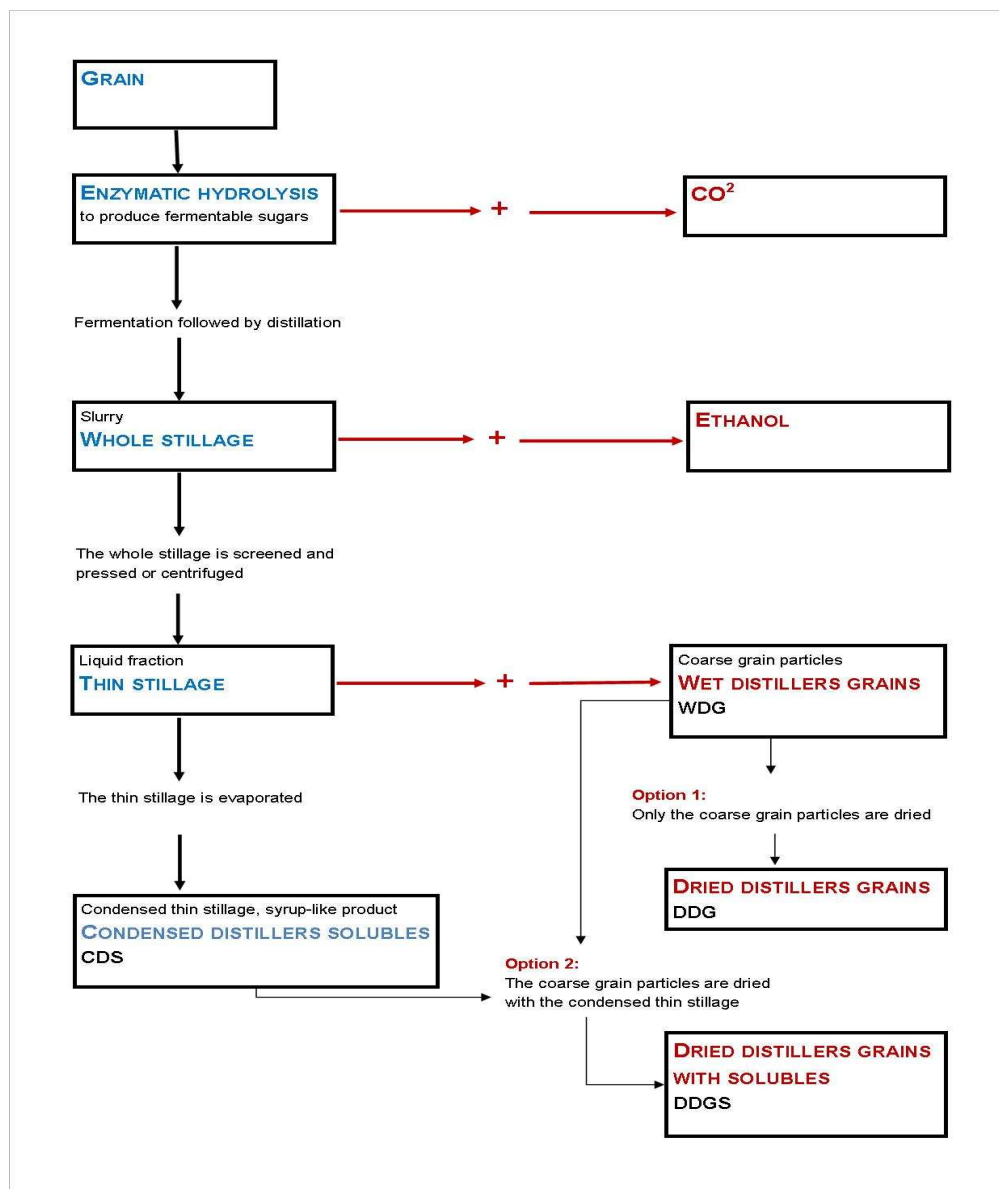 GRAIN
ENZYMATIC HYDROLYSIS
to produce fermentable sugars
+
CO²
Fermentation followed by distillation
Slurry
WHOLE STILLAGE
+
ETHANOL
The whole stillage is screened and
pressed or centrifuged
Liquid fraction
THIN STILLAGE
+
Coarse grain particles
WET DISTILLERS GRAINS
WDG
The thin stillage is evaporated
Option 1:
Only the coarse grain particles are dried
DRIED DISTILLERS GRAINS
DDG
Condensed thin stillage, syrup-like product
CONDENSED DISTILLERS SOLUBLES
CDS
Option 2:
The coarse grain particles are dried
with the condensed thin stillage
DRIED DISTILLERS GRAINS
WITH SOLUBLES
DDGS